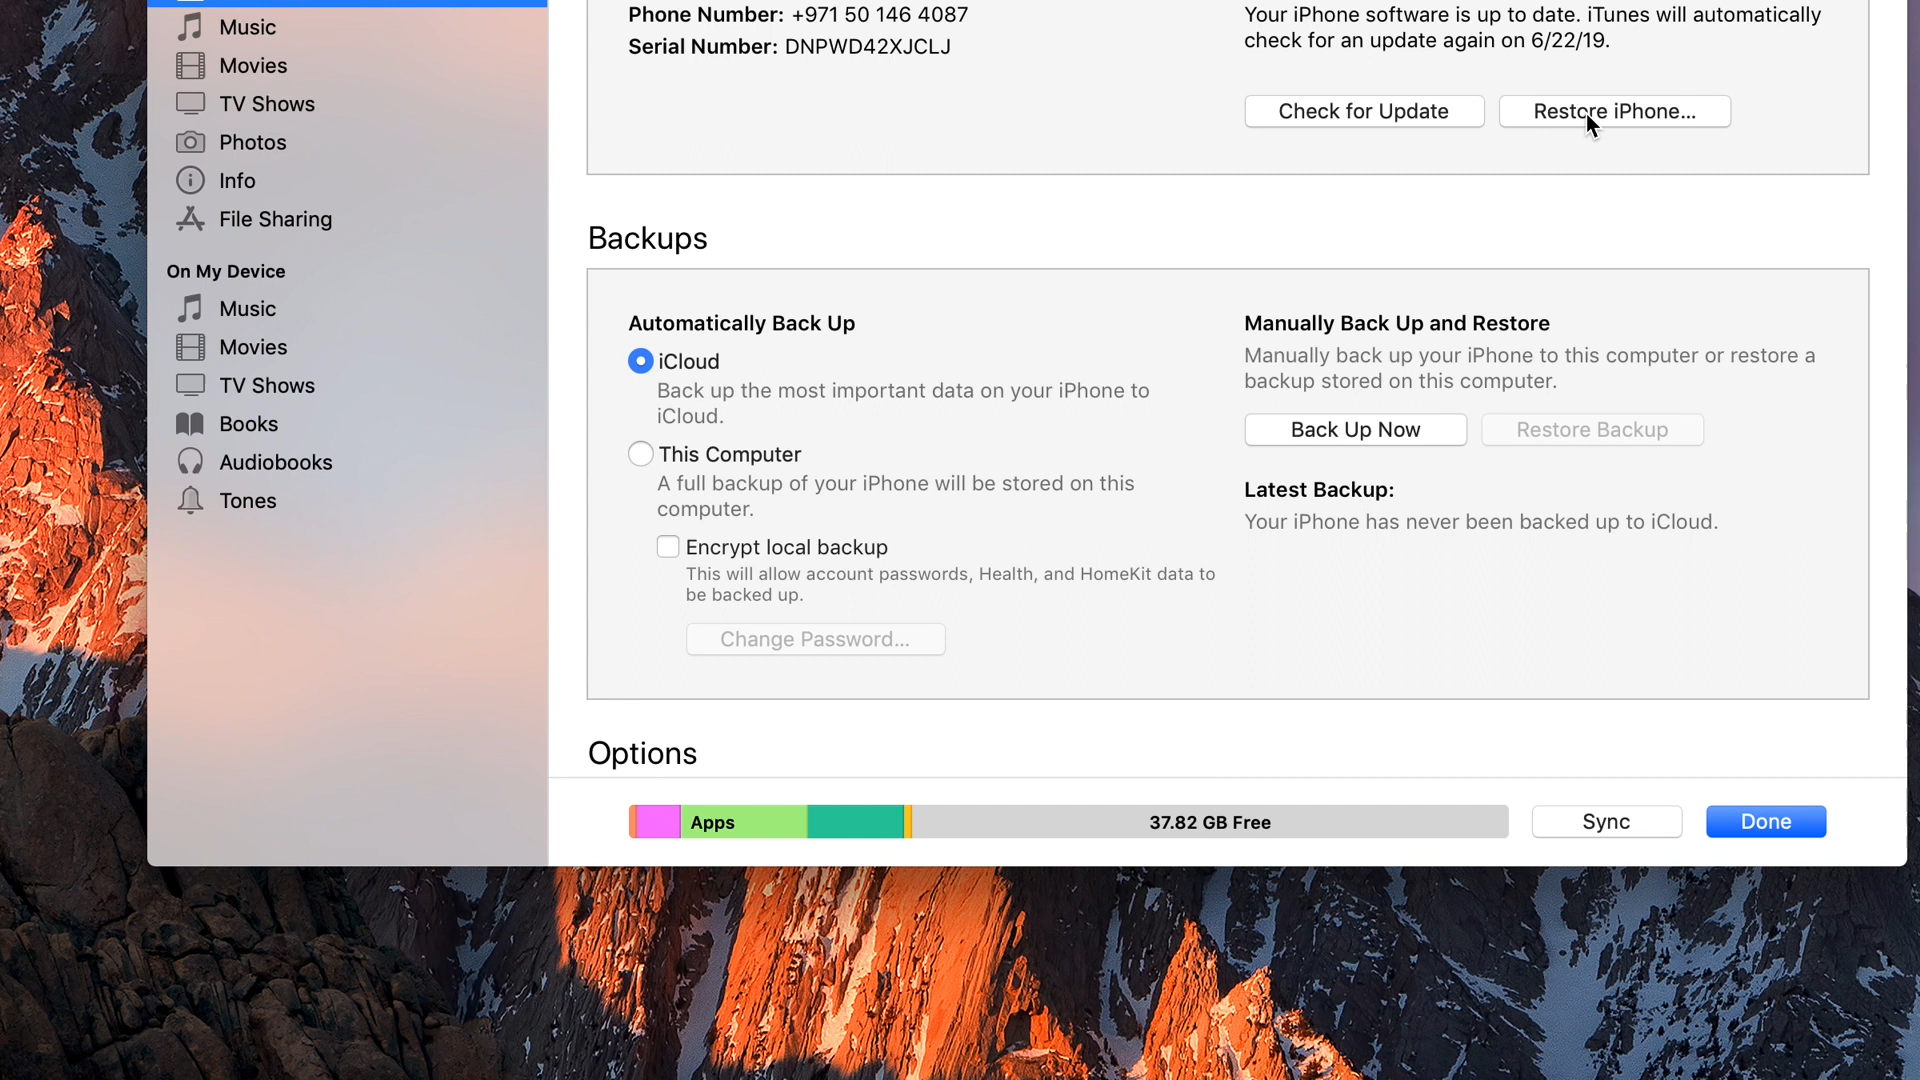 Music
Movies
TV Shows
Photos
Info
File Sharing
On My Device
Music
Movies
TV Shows
Books
Audiobooks
Tones
Phone Number: +971 50 146 4087
Serial Number: DNPWD42XJCLJ
Your iPhone software is up to date. iTunes will automatically
check for an update again on 6/22/19.
Check for Update
Restore iPhone...
Backups
Automatically Back Up
iCloud
Back up the most important data on your iPhone to
iCloud.
This Computer
A full backup of your iPhone will be stored on this
computer.
Encrypt local backup
This will allow account passwords, Health, and HomeKit data to
be backed up.
Change Password...
Manually Back Up and Restore
Manually back up your iPhone to this computer or restore a
backup stored on this computer.
Back Up Now
Restore Backup
Latest Backup:
Your iPhone has never been backed up to iCloud.
Options
Apps
37.82 GB Free
Sync
Done